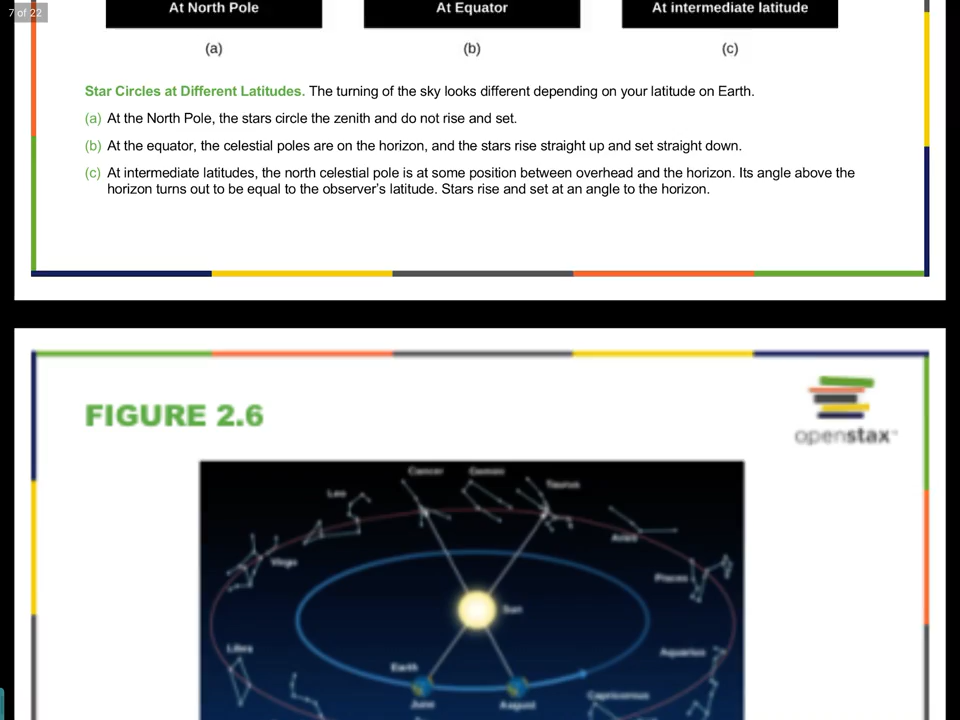 7 of 22
At North Pole
At Equator
At intermediate latitude
(a)
(b)
(c)
Star Circles at Different Latitudes. The turning of the sky looks different depending on your latitude on Earth.
(a) At the North Pole, the stars circle the zenith and do not rise and set.
(b) At the equator, the celestial poles are on the horizon, and the stars rise straight up and set straight down.
(c) At intermediate latitudes, the north celestial pole is at some position between overhead and the horizon. Its angle above the
horizon turns out to be equal to the observer's latitude. Stars rise and set at an angle to the horizon.
FIGURE 2.6
openstax™
Cancer
Gemini
Taurus
Leo
Aries
Virgo
Pisces
Sun
Libra
Aquarius
Earth
Capricornus
June
August